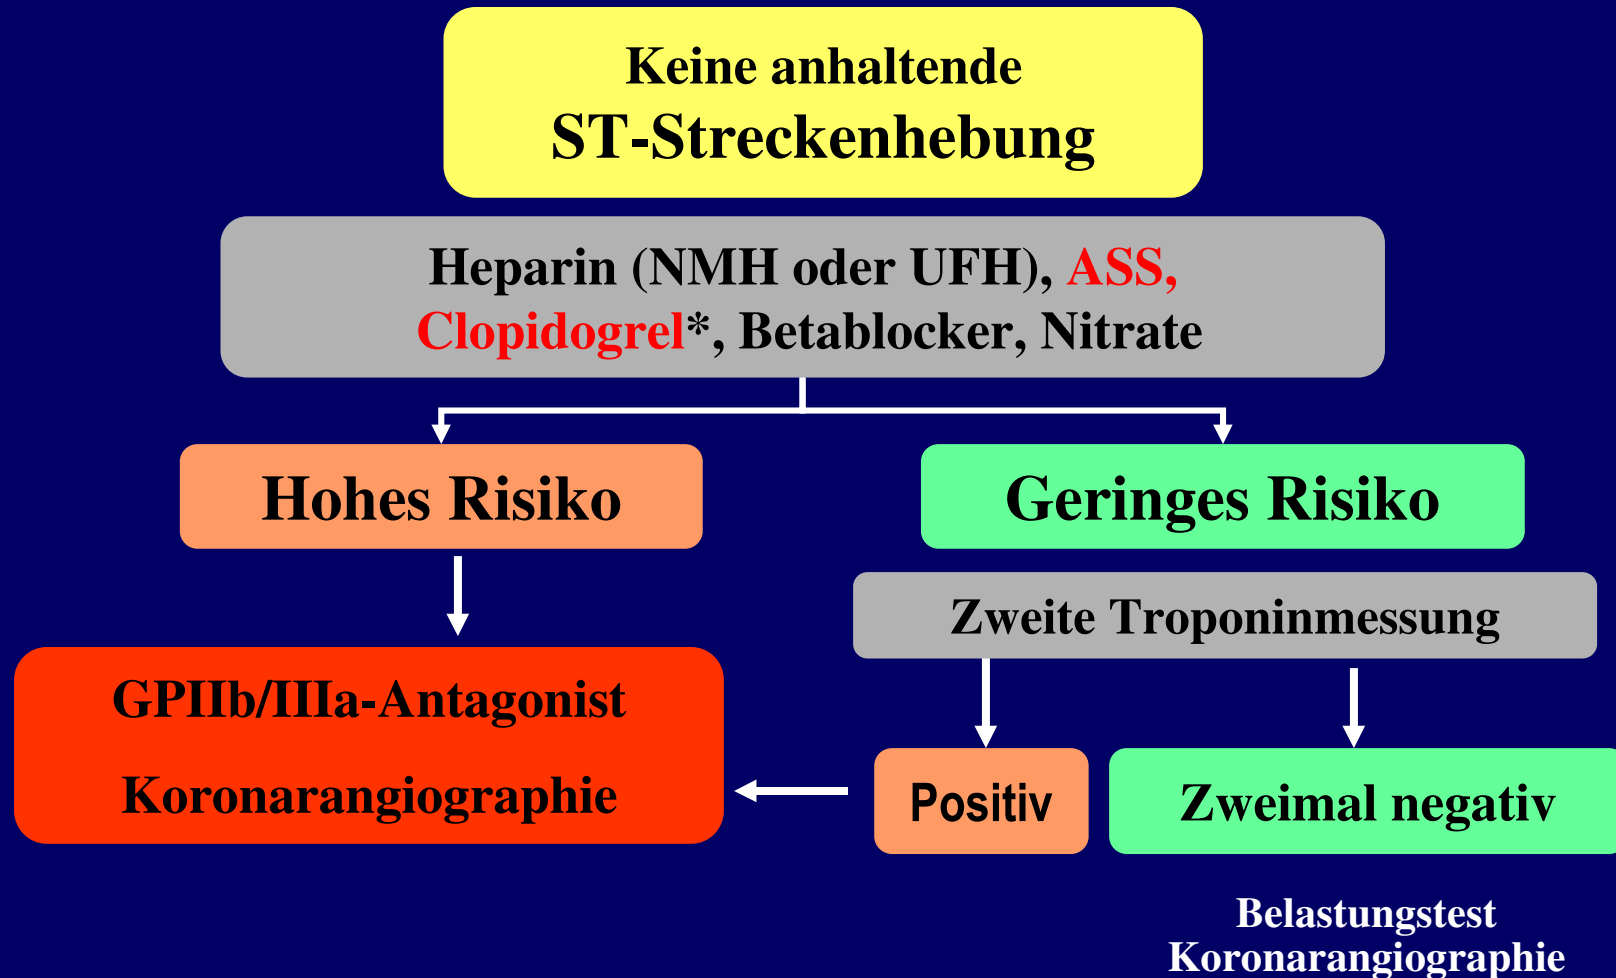 Keine anhaltende
ST-Streckenhebung
Heparin (NMH oder UFH), ASS,
Clopidogrel*, Betablocker, Nitrate
Hohes Risiko
Geringes Risiko
Zweite Troponinmessung
GPIIb/IIIa-Antagonist
Koronarangiographie
Positiv
Zweimal negativ
Belastungstest
Koronarangiographie